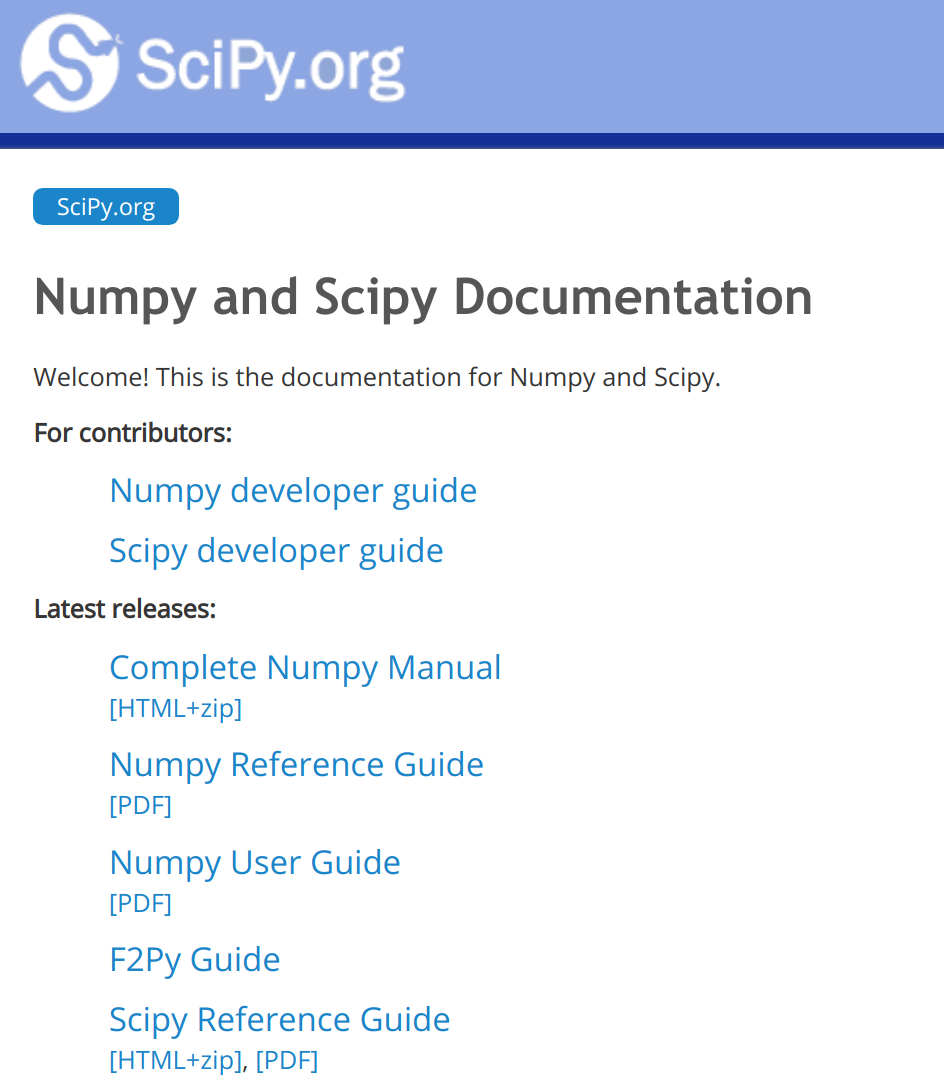 SciPy.org
SciPy.org
Numpy and Scipy Documentation
Welcome! This is the documentation for Numpy and Scipy.
For contributors:
Numpy developer guide
Scipy developer guide
Latest releases:
Complete Numpy Manual
[HTML+zip]
Numpy Reference Guide
[PDF]
Numpy User Guide
[PDF]
F2Py Guide
Scipy Reference Guide
[HTML+zip], [PDF]